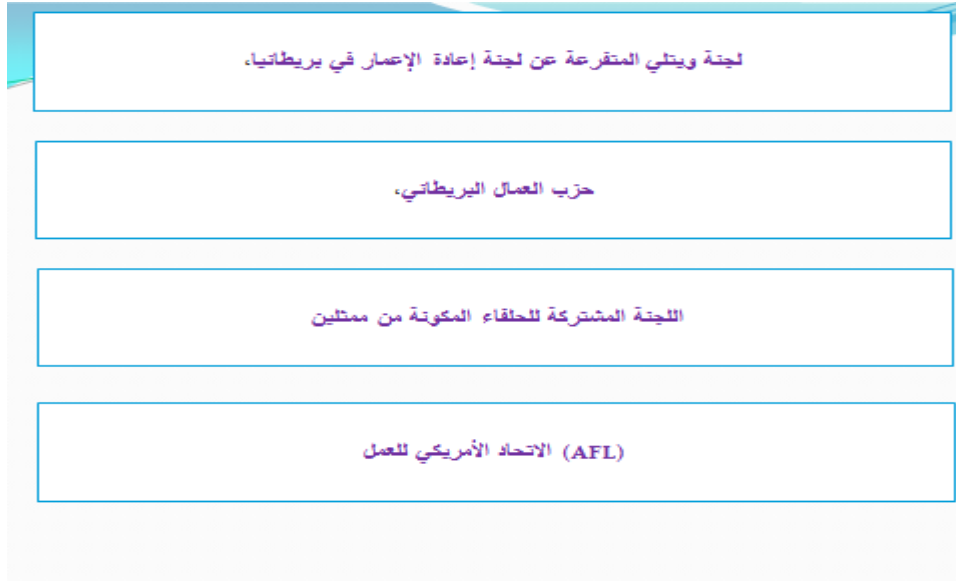 لجنة ويتلي المتفرعة عن لجنة إعادة الإعمار في بريطانيا،
حزب العمال البريطاني،
اللجنة المشتركة للحلفاء المكونة من ممثلين
(AFL) الاتحاد الأمريكي للعمل